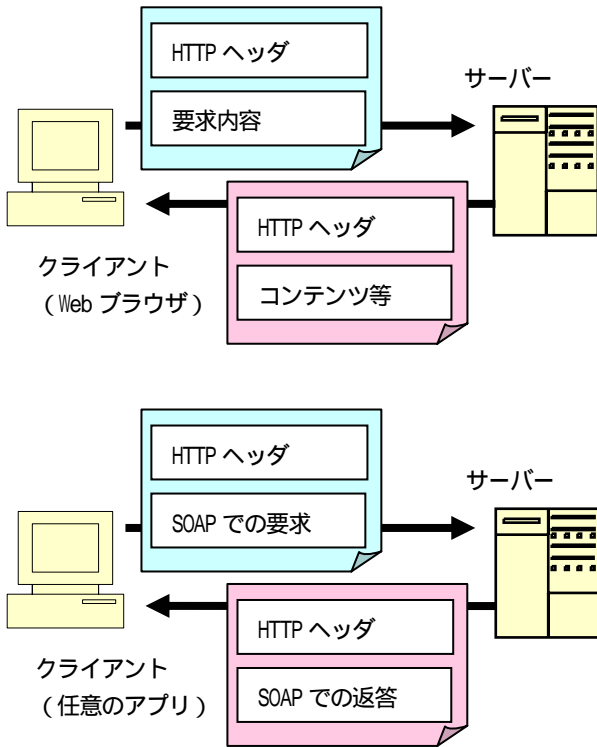 HTTP ヘッダ
サーバー
要求内容
HTTP ヘッダ
クライアント
（Web ブラウザ）
コンテンツ等
HTTP ヘッダ
サーバー
SOAP での要求
HTTP ヘッダ
クライアント
（任意のアプリ）
SOAP での返答